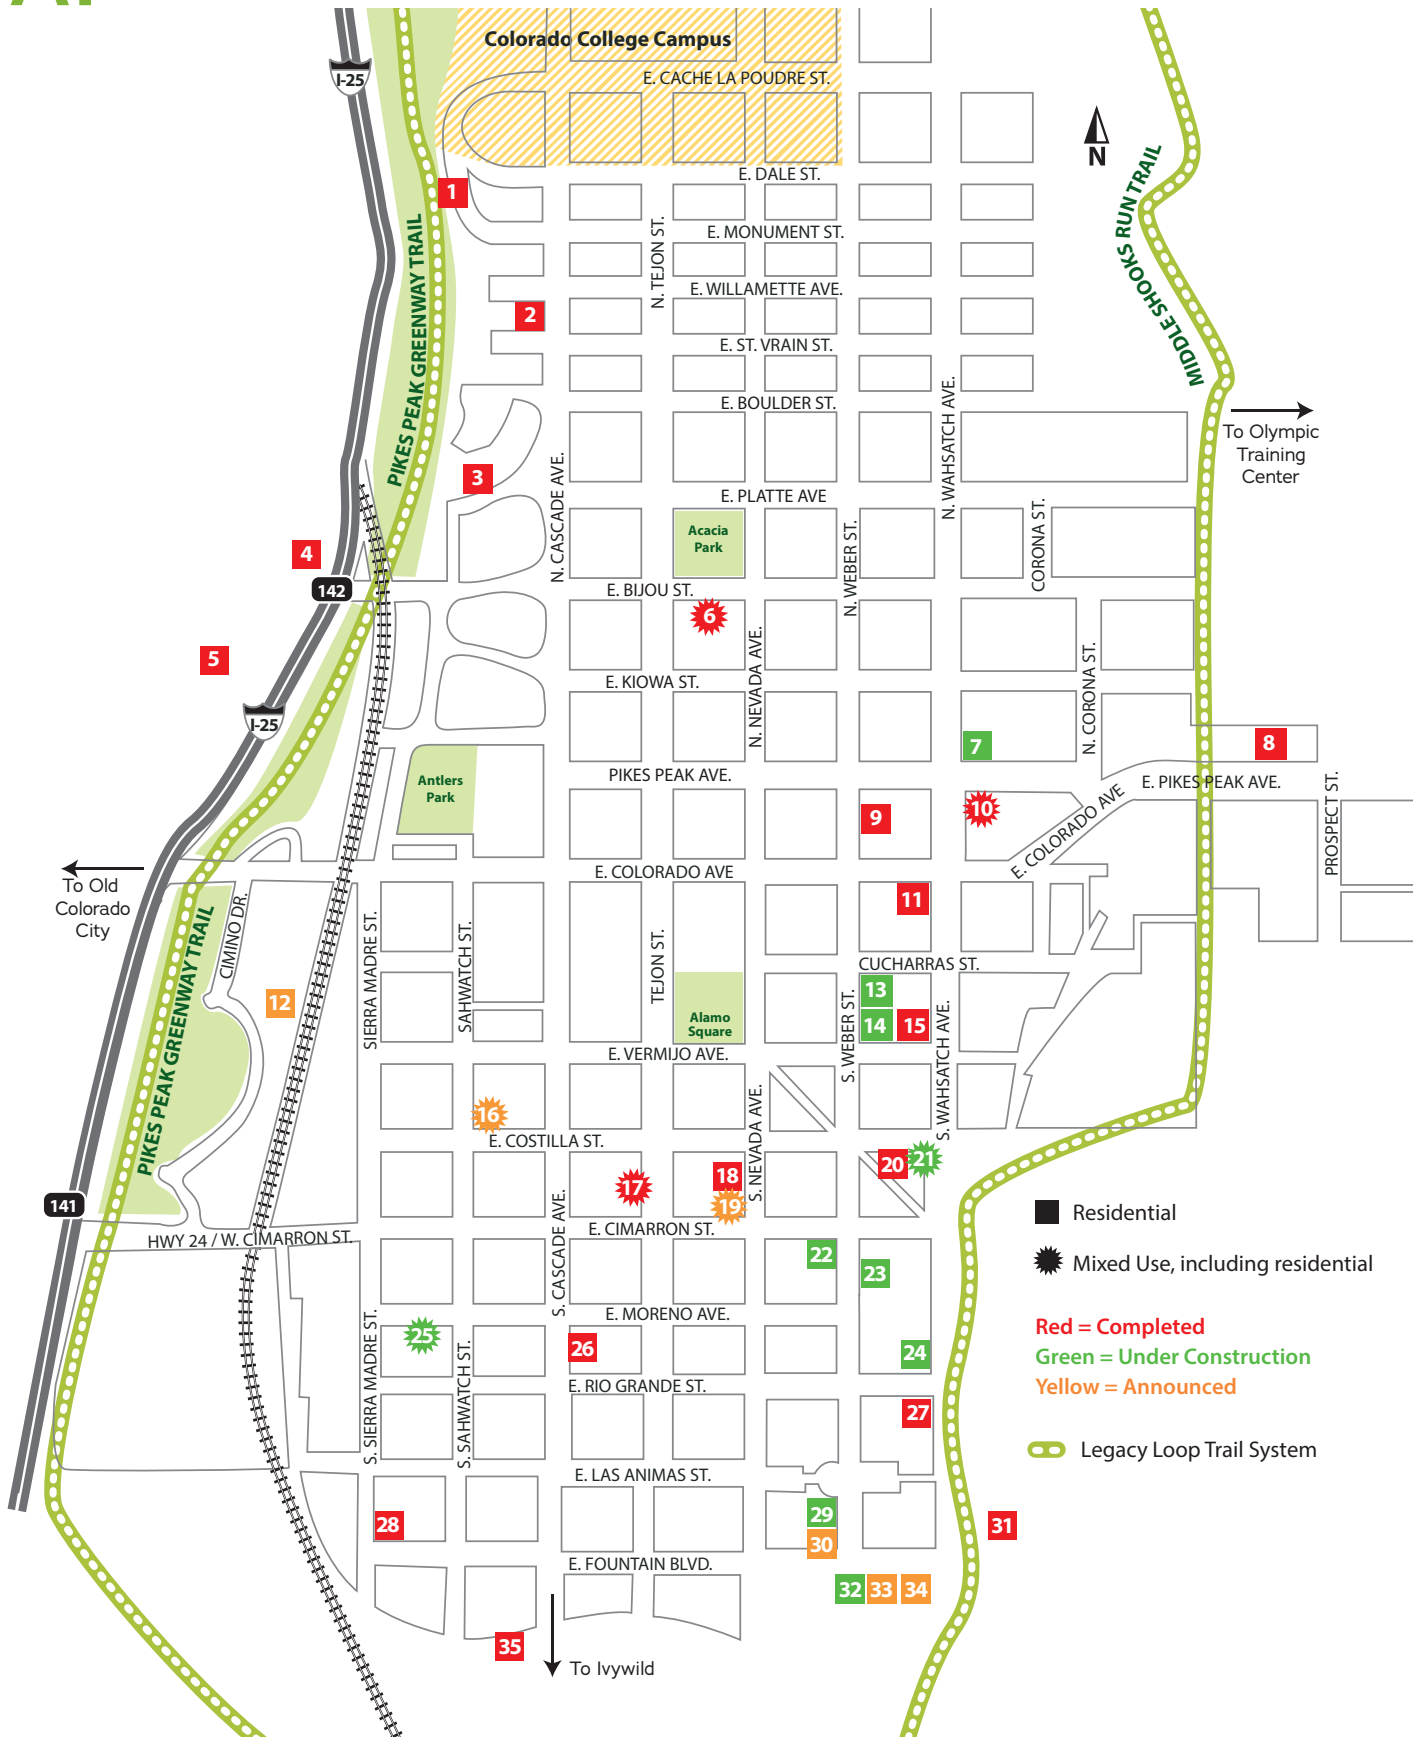 Colorado College Campus
I-25
E. CACHE LA POUDRE ST.
N
E. DALE ST.
1
E. MONUMENT ST.
N. TEJON ST.
PIKES PEAK GREENWAY TRAIL
MIDDLE SHOOKS RUN TRAIL
E. WILLAMETTE AVE.
2
E. ST. VRAIN ST.
E. BOULDER ST.
N. WAHSATCH AVE.
To Olympic
Training
Center
3
N. CASCADE AVE.
E. PLATTE AVE
Acacia
Park
N. WEBER ST.
CORONA ST.
4
142
E. BIJOU ST.
6
5
N. NEVADA AVE.
N. CORONA ST.
E. KIOWA ST.
I-25
7
8
Antlers
Park
PIKES PEAK AVE.
E. PIKES PEAK AVE.
PROSPECT ST.
9
10
E. COLORADO AVE
E. COLORADO AVE
To Old
Colorado
City
11
CIMINO DR.
PIKES PEAK GREENWAY TRAIL
SIERRA MADRE ST.
SAHWATCH ST.
TEJON ST.
CUCHARRAS ST.
12
13
Alamo
Square
14
15
S. WEBER ST.
S. WAHSATCH AVE.
E. VERMIJO AVE.
16
S. NEVADA AVE.
E. COSTILLA ST.
20
21
18
17
19
141
S. CASCADE AVE.
Residential
HWY 24 / W. CIMARRON ST.
E. CIMARRON ST.
22
23
Mixed Use, including residential
E. MORENO AVE.
Red = Completed
25
S. SIERRA MADRE ST.
S. SAHWATCH ST.
26
24
Green = Under Construction
E. RIO GRANDE ST.
Yellow = Announced
27
Legacy Loop Trail System
E. LAS ANIMAS ST.
28
29
31
30
E. FOUNTAIN BLVD.
32
33
34
35
To Ivywild